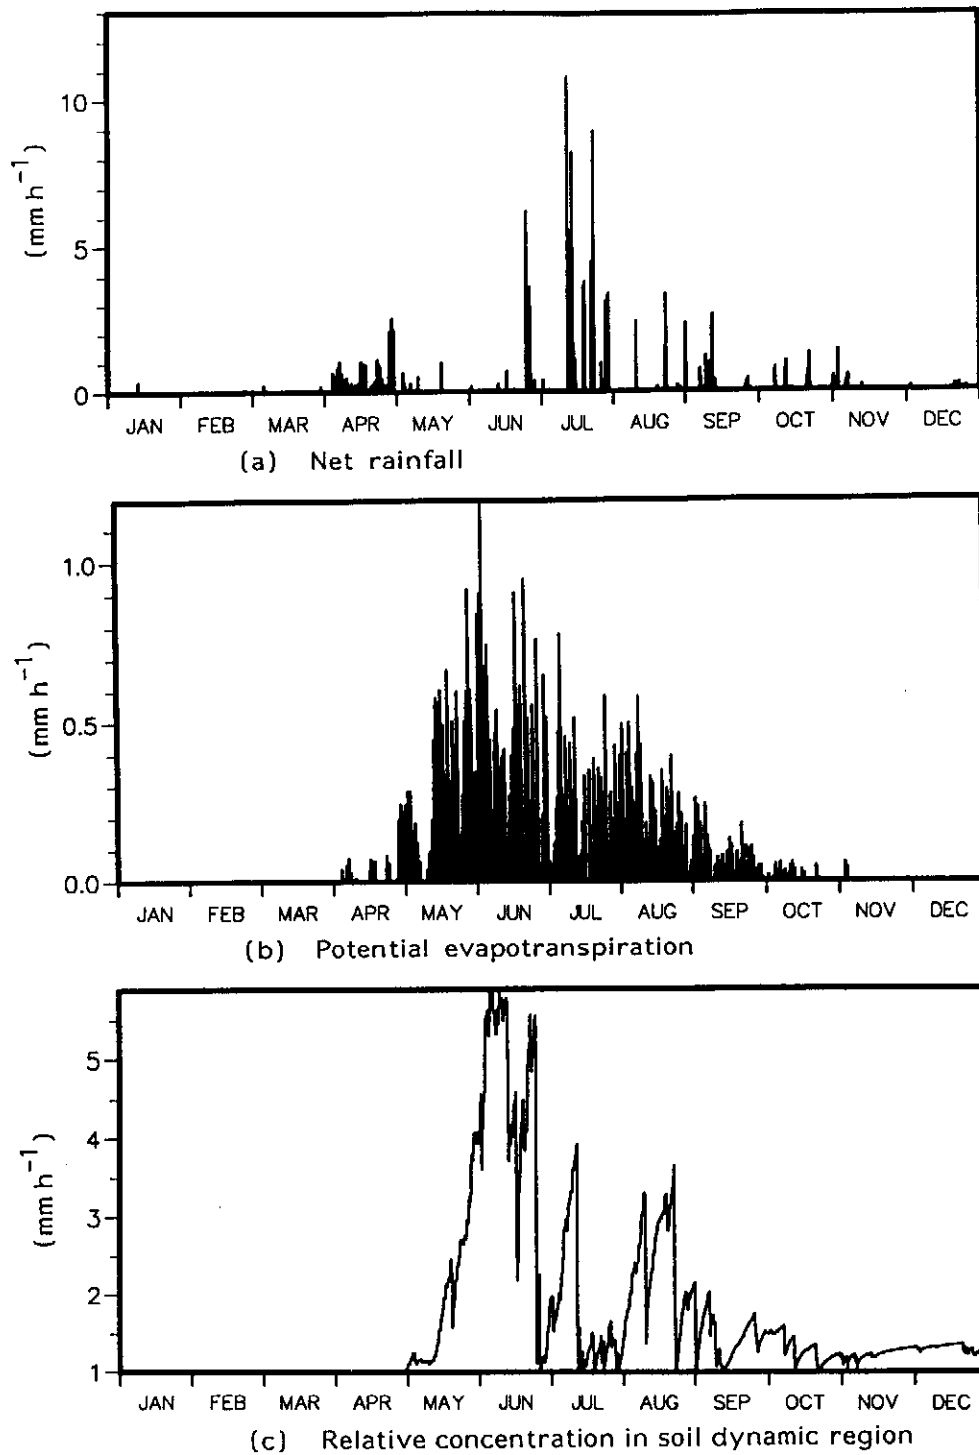 10
5
0
(mm h⁻¹)
JAN FEB MAR APR MAY JUN JUL AUG SEP OCT NOV DEC
(a) Net rainfall
1.0
0.5
0.0
(mm h⁻¹)
JAN FEB MAR APR MAY JUN JUL AUG SEP OCT NOV DEC
(b) Potential evapotranspiration
5
4
3
2
1
(mm h⁻¹)
JAN FEB MAR APR MAY JUN JUL AUG SEP OCT NOV DEC
(c) Relative concentration in soil dynamic region